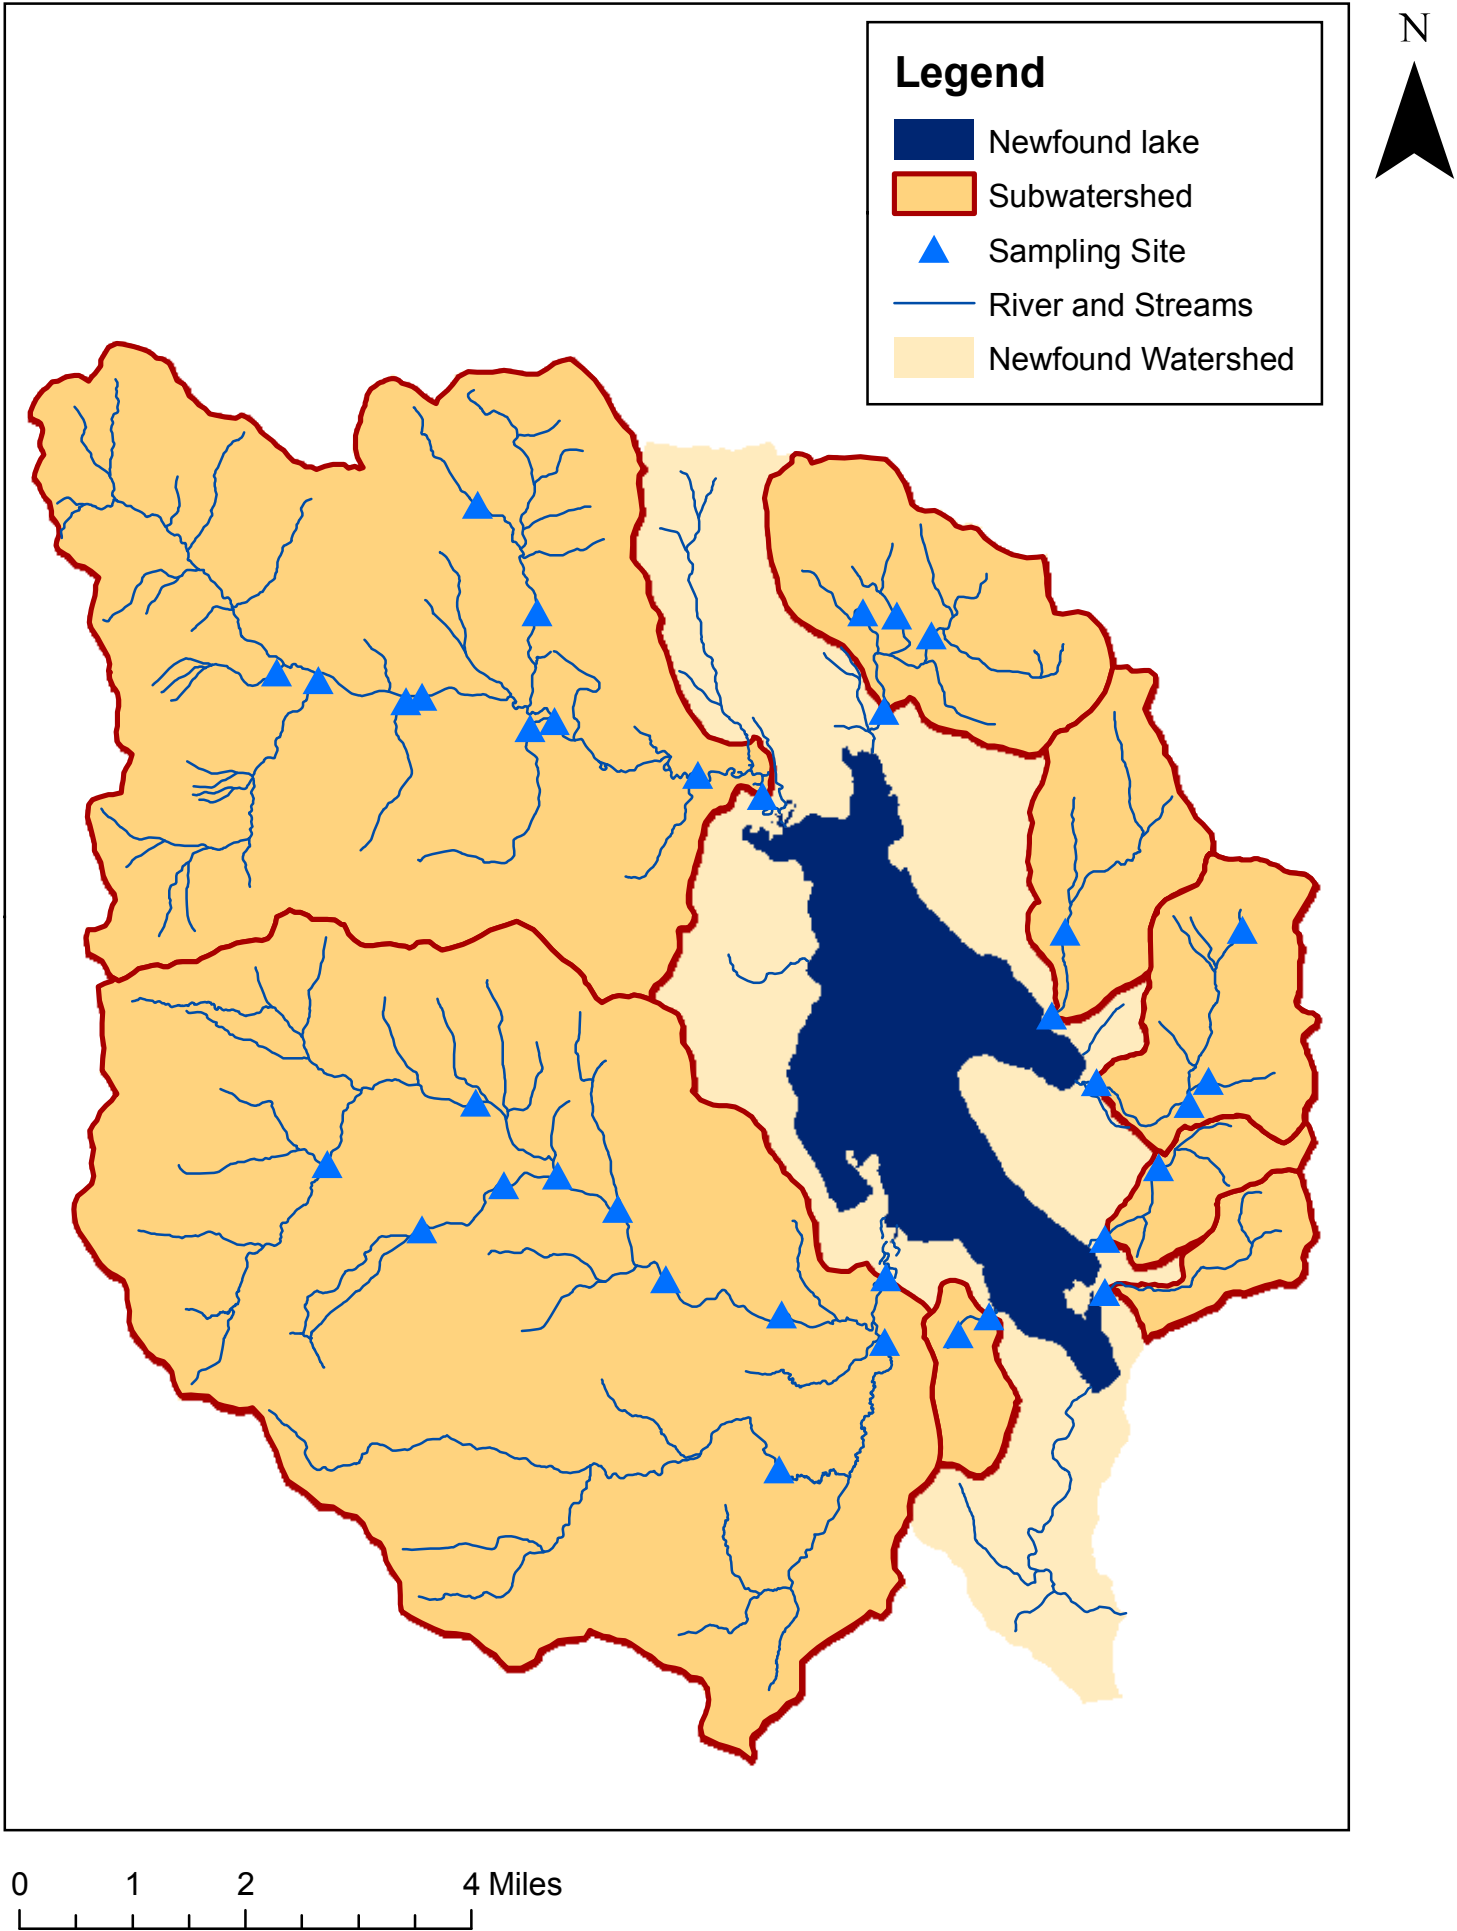 N
Legend
Newfound lake
Subwatershed
Sampling Site
River and Streams
Newfound Watershed
0 1 2 4 Miles